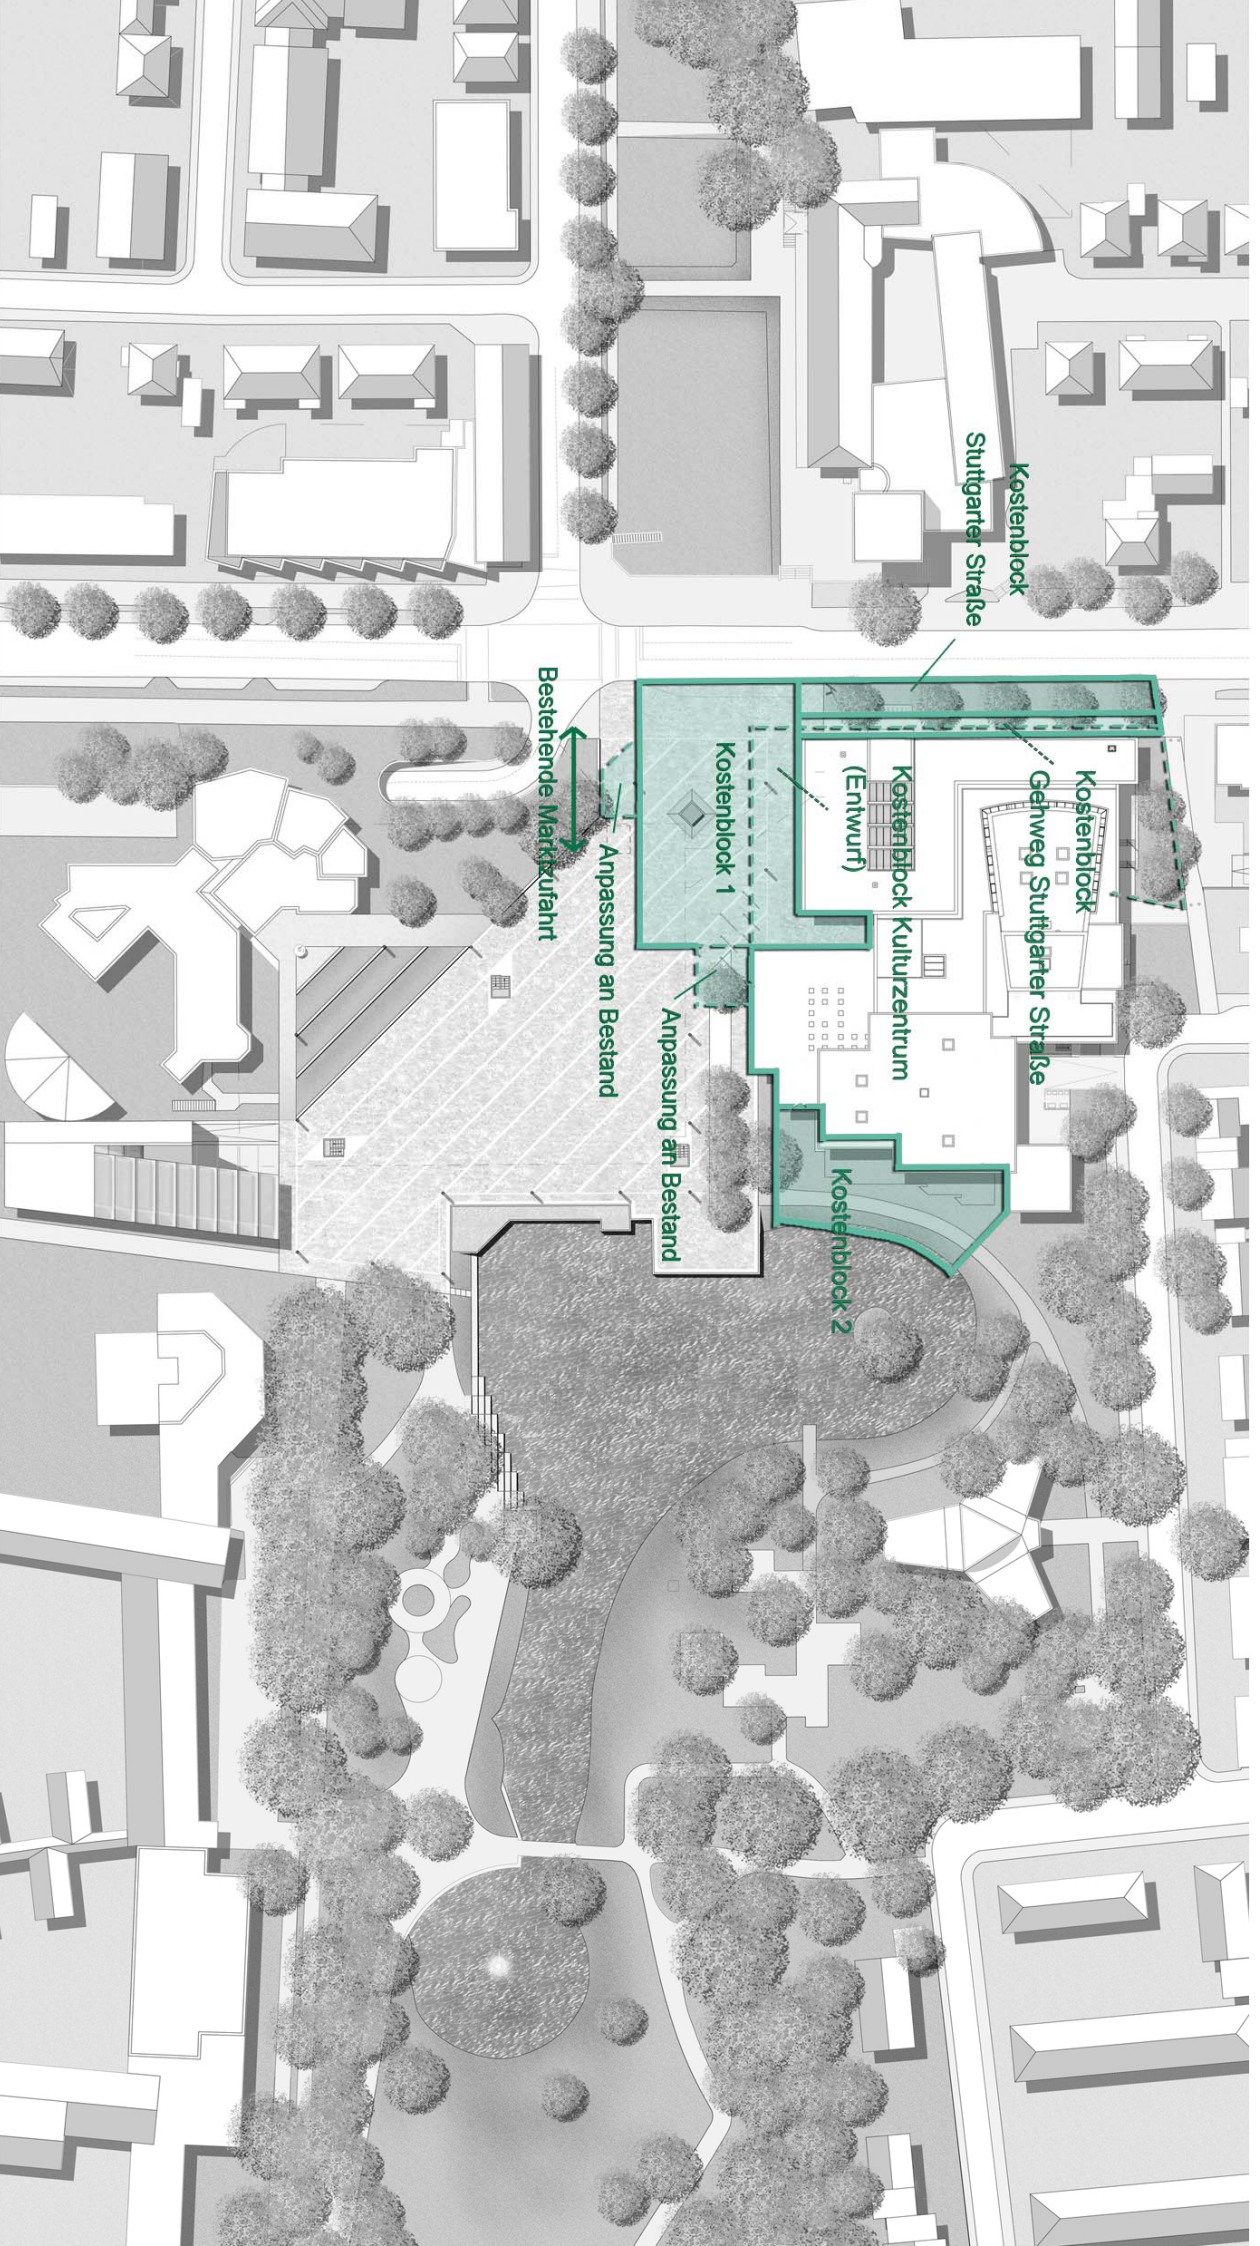 Kostenblock
Stuttgarter Straße
Kostenblock
Gehweg Stuttgarter Straße
Kostenblock Kulturzentrum
(Entwurf)
Kostenblock 1
Kostenblock 2
Anpassung an Bestand
Anpassung an Bestand
Bestehende Marktzufahrt